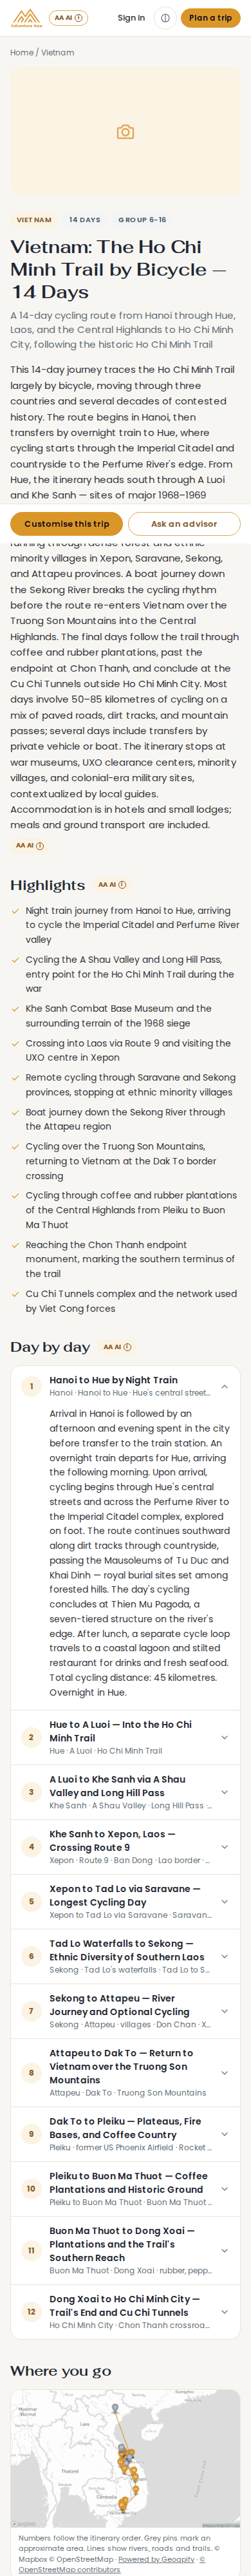 Adventure Asia
AA AI
Sign in
Plan a trip
Home / Vietnam
VIETNAM
14 DAYS
GROUP 6–16
Vietnam: The Ho Chi
Minh Trail by Bicycle —
14 Days
A 14-day cycling route from Hanoi through Hue,
Laos, and the Central Highlands to Ho Chi Minh
City, following the historic Ho Chi Minh Trail
This 14-day journey traces the Ho Chi Minh Trail
largely by bicycle, moving through three
countries and several decades of contested
history. The route begins in Hanoi, then
transfers by overnight train to Hue, where
cycling starts through the Imperial Citadel and
countryside to the Perfume River's edge. From
Hue, the itinerary heads south through A Luoi
and Khe Sanh — sites of major 1968–1969
Customise this trip
Ask an advisor
running through dense forest and ethnic
minority villages in Xepon, Saravane, Sekong,
and Attapeu provinces. A boat journey down
the Sekong River breaks the cycling rhythm
before the route re-enters Vietnam over the
Truong Son Mountains into the Central
Highlands. The final days follow the trail through
coffee and rubber plantations, past the
endpoint at Chon Thanh, and conclude at the
Cu Chi Tunnels outside Ho Chi Minh City. Most
days involve 50–85 kilometres of cycling on a
mix of paved roads, dirt tracks, and mountain
passes; several days include transfers by
private vehicle or boat. The itinerary stops at
war museums, UXO clearance centers, minority
villages, and colonial-era military sites,
contextualized by local guides.
Accommodation is in hotels and small lodges;
meals and ground transport are included.
AA AI
Highlights
AA AI
Night train journey from Hanoi to Hue, arriving
to cycle the Imperial Citadel and Perfume River
valley
Cycling the A Shau Valley and Long Hill Pass,
entry point for the Ho Chi Minh Trail during the
war
Khe Sanh Combat Base Museum and the
surrounding terrain of the 1968 siege
Crossing into Laos via Route 9 and visiting the
UXO centre in Xepon
Remote cycling through Saravane and Sekong
provinces, stopping at ethnic minority villages
Boat journey down the Sekong River through
the Attapeu region
Cycling over the Truong Son Mountains,
returning to Vietnam at the Dak To border
crossing
Cycling through coffee and rubber plantations
of the Central Highlands from Pleiku to Buon
Ma Thuot
Reaching the Chon Thanh endpoint
monument, marking the southern terminus of
the trail
Cu Chi Tunnels complex and the network used
by Viet Cong forces
Day by day
AA AI
1
Hanoi to Hue by Night Train
Hanoi · Hanoi to Hue · Hue's central street...
Arrival in Hanoi is followed by an
afternoon and evening spent in the city
before transfer to the train station. An
overnight train departs for Hue, arriving
the following morning. Upon arrival,
cycling begins through Hue's central
streets and across the Perfume River to
the Imperial Citadel complex, explored
on foot. The route continues southward
along dirt tracks through countryside,
passing the Mausoleums of Tu Duc and
Khai Dinh — royal burial sites set among
forested hills. The day's cycling
concludes at Thien Mu Pagoda, a
seven-tiered structure on the river's
edge. After lunch, a separate cycle loop
travels to a coastal lagoon and stilted
restaurant for drinks and fresh seafood.
Total cycling distance: 45 kilometres.
Overnight in Hue.
2
Hue to A Luoi — Into the Ho Chi
Minh Trail
Hue · A Luoi · Ho Chi Minh Trail
3
A Luoi to Khe Sanh via A Shau
Valley and Long Hill Pass
Khe Sanh · A Shau Valley · Long Hill Pass ·...
4
Khe Sanh to Xepon, Laos —
Crossing Route 9
Xepon · Route 9 · Ban Dong · Lao border · ...
5
Xepon to Tad Lo via Saravane —
Longest Cycling Day
Xepon to Tad Lo via Saravane · Saravan...
6
Tad Lo Waterfalls to Sekong —
Ethnic Diversity of Southern Laos
Sekong · Tad Lo's waterfalls · Tad Lo to S...
7
Sekong to Attapeu — River
Journey and Optional Cycling
Sekong · Attapeu · villages · Don Chan · X...
8
Attapeu to Dak To — Return to
Vietnam over the Truong Son
Mountains
Attapeu · Dak To · Truong Son Mountains
9
Dak To to Pleiku — Plateaus, Fire
Bases, and Coffee Country
Pleiku · former US Phoenix Airfield · Rocket ...
10
Pleiku to Buon Ma Thuot — Coffee
Plantations and Historic Ground
Pleiku to Buon Ma Thuot · Buon Ma Thuot ...
11
Buon Ma Thuot to Dong Xoai —
Plantations and the Trail's
Southern Reach
Buon Ma Thuot · Dong Xoai · rubber, pepp...
12
Dong Xoai to Ho Chi Minh City —
Trail's End and Cu Chi Tunnels
Ho Chi Minh City · Chon Thanh crossroa...
Where you go
Myanmar
Laos
Thailand
Cambodia
Vietnam
Numbers follow the itinerary order. Grey pins mark an
arrival or departure. Lines show rivers, roads and trails. ©
Mapbox © OpenStreetMap · Powered by Geoapify · ©
OpenStreetMap contributors